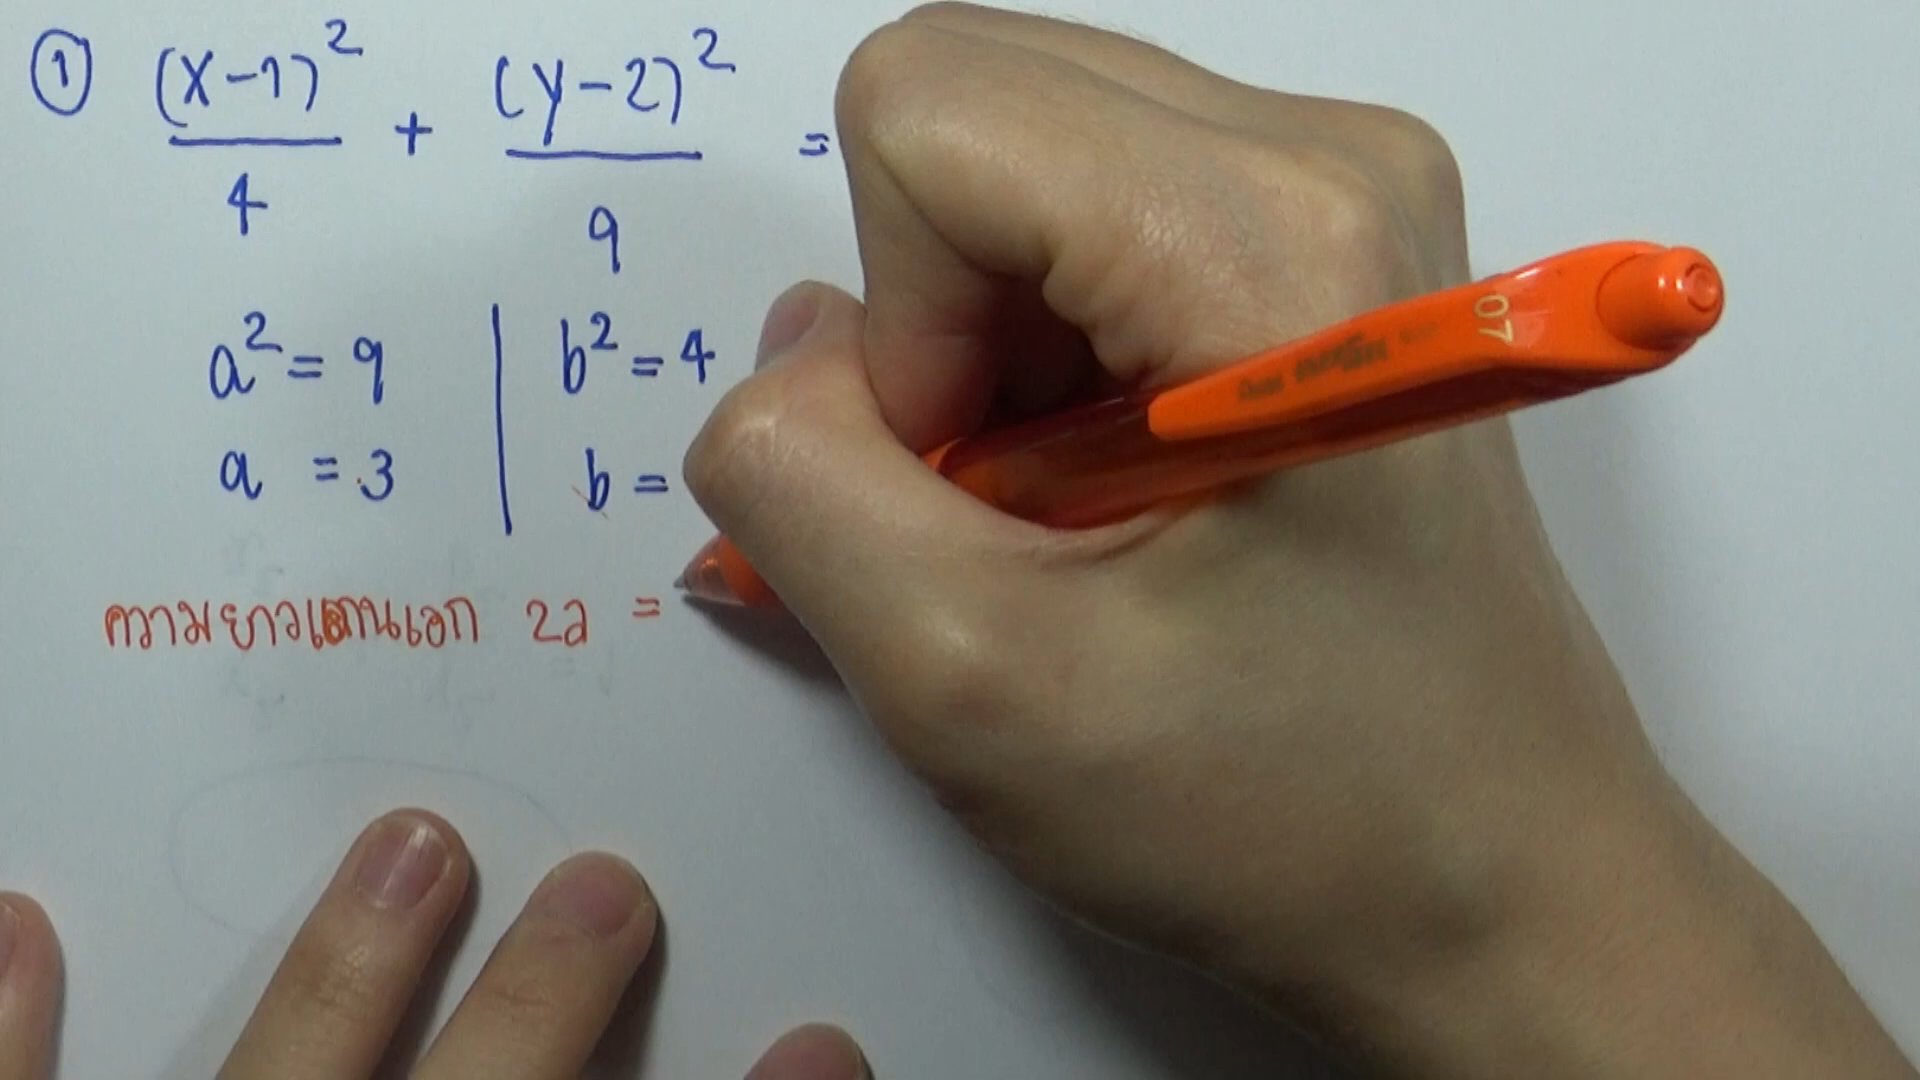 ① (x-1)² / 4 + (y-2)² / 9 =
a² = 9 | b² = 4
a = 3 | b =
ความยาวแกนเอก 2a =
07